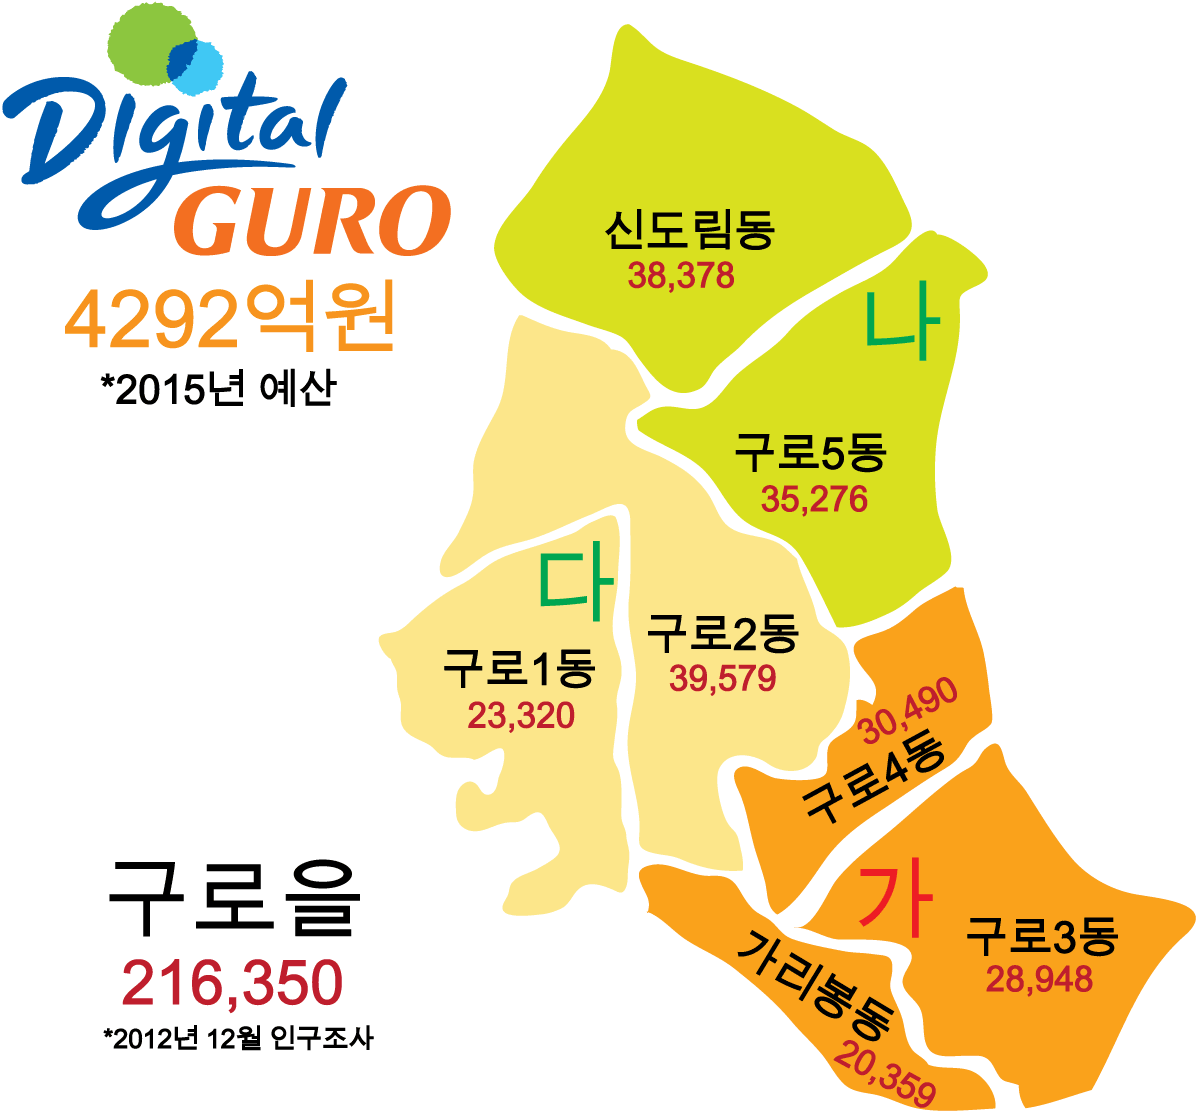 Digital
GURO
4292억원
*2015년 예산
신도림동
38,378
나
구로5동
35,276
다
구로1동
23,320
구로2동
39,579
30,490
구로4동
가
구로3동
28,948
가리봉동
20,359
구로을
216,350
*2012년 12월 인구조사